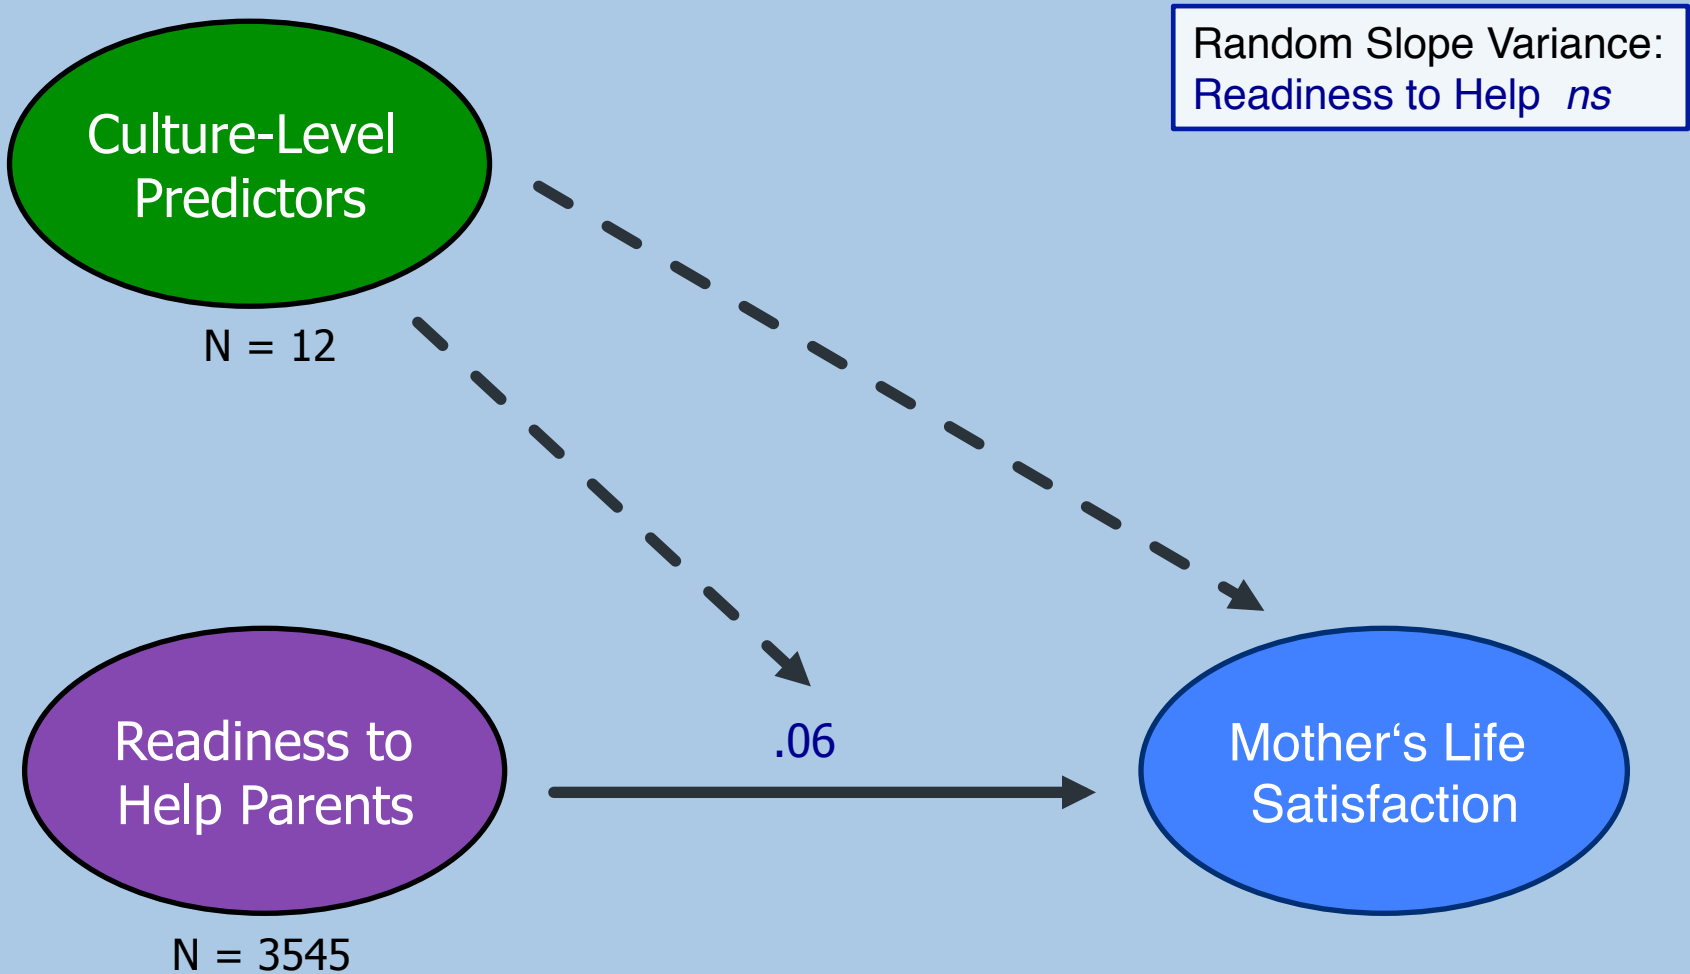 Random Slope Variance:
Readiness to Help ns
Culture-Level
Predictors
N = 12
.06
Readiness to
Help Parents
Mother‘s Life
Satisfaction
N = 3545